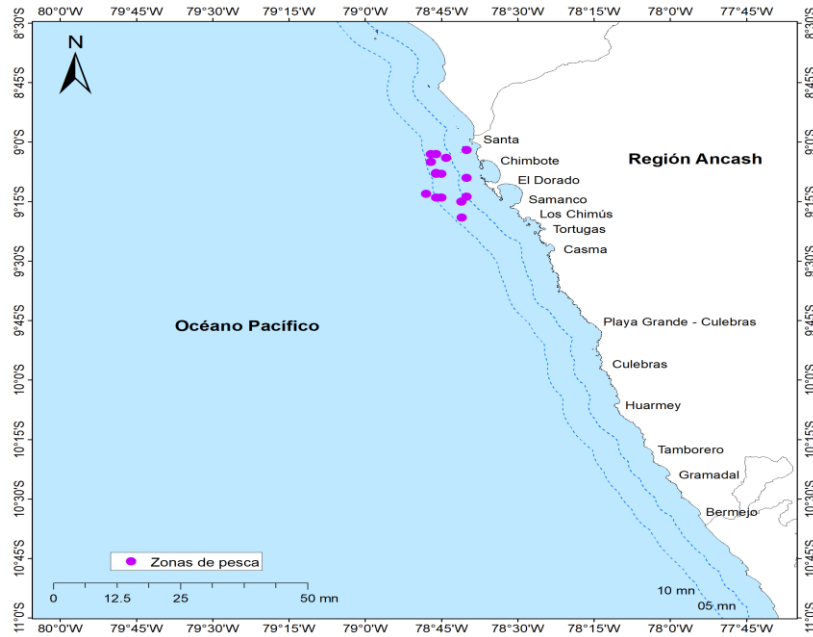 80°0'W 79°45'W 79°30'W 79°15'W 79°0'W 78°45'W 78°30'W 78°15'W 78°0'W 77°45'W
8°30'S 8°30'S
N
8°45'S 8°45'S
9°0'S 9°0'S
Santa
Chimbote
Región Ancash
El Dorado
9°15'S 9°15'S
Samanco
Los Chimús
Tortugas
Casma
9°30'S 9°30'S
Océano Pacífico
Playa Grande - Culebras
9°45'S 9°45'S
Culebras
10°0'S 10°0'S
Huarmey
10°15'S 10°15'S
Tamborero
Gramadal
10°30'S 10°30'S
Bermejo
10°45'S 10°45'S
Zonas de pesca
10 mn
0 12.5 25 50 mn
05 mn
11°0'S 11°0'S
80°0'W 79°45'W 79°30'W 79°15'W 79°0'W 78°45'W 78°30'W 78°15'W 78°0'W 77°45'W